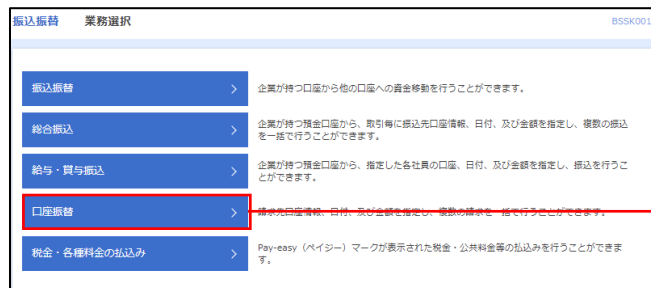 振込振替 業務選択 BSSK001
振込振替 企業が持つ口座から他の口座への資金移動を行うことができます。
総合振込 企業が持つ預金口座から、取引毎に振込先口座情報、日付、及び金額を指定し、複数の振込
を一括で行うことができます。
給与・賞与振込 企業が持つ預金口座から、指定した各社員の口座、日付、及び金額を指定し、振込を行うこ
とができます。
口座振替 請求先口座情報、日付、及び金額を指定し、複数の請求を一括で行うことができます。
税金・各種料金の払込み Pay-easy（ペイジー）マークが表示された税金・公共料金等の払込みを行うことができま
す。